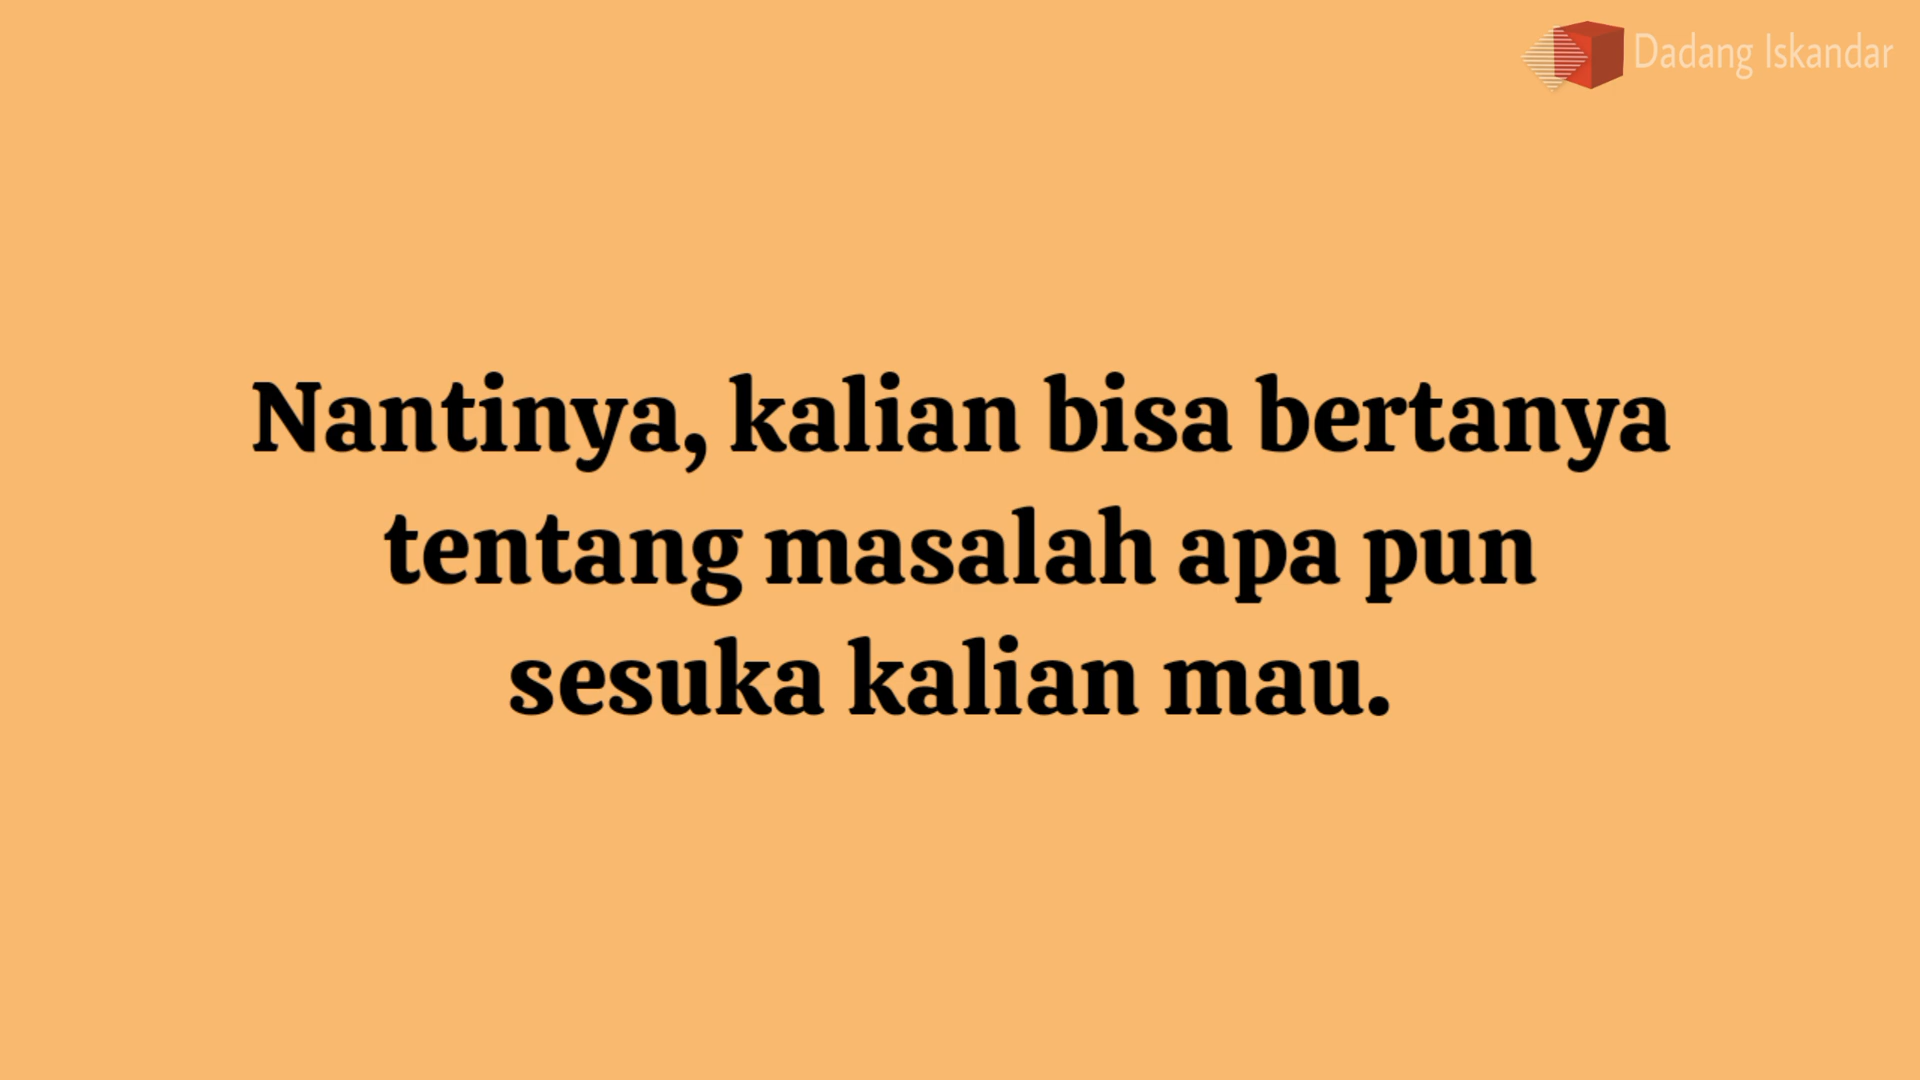 Dadang Iskandar
Nantinya, kalian bisa bertanya
tentang masalah apa pun
sesuka kalian mau.